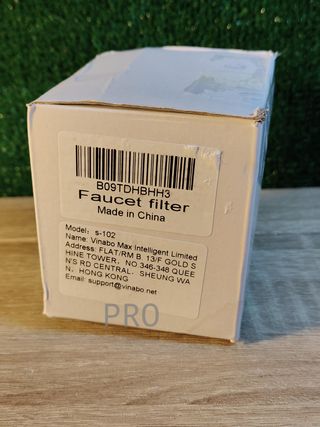 B09TDHBHH3
Faucet filter
Made in China
Model：s-102
Name: Vinabo Max Intelligent Limited
Address: FLAT/RM B, 13/F GOLD S
HINE TOWER，NO 346-348 QUEE
N'S RD CENTRAL，SHEUNG WA
N，HONG KONG
Email: support@vinabo.net
PRO